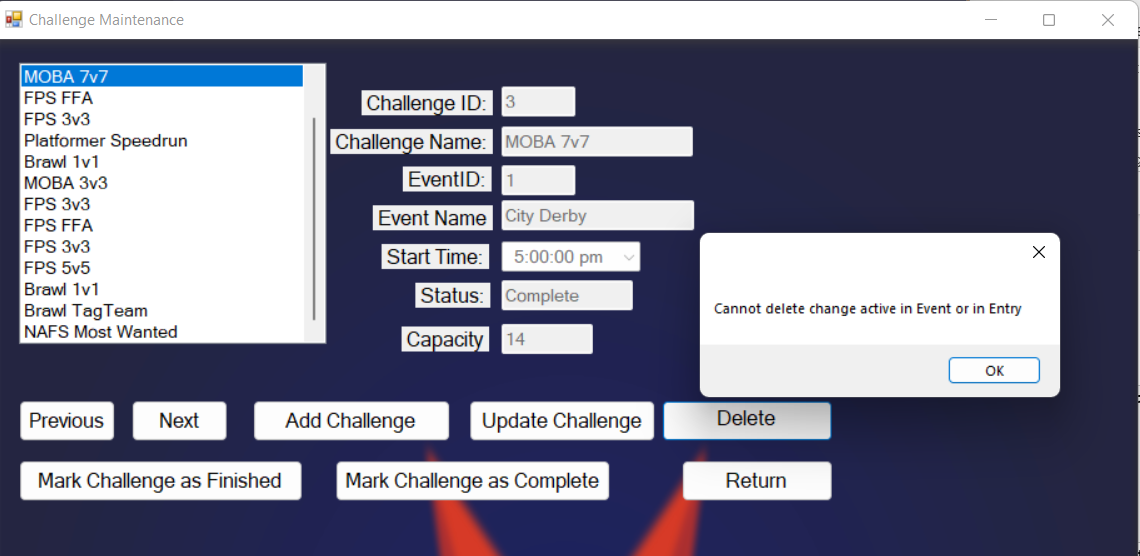 Challenge Maintenance
MOBA 7v7
FPS FFA
FPS 3v3
Platformer Speedrun
Brawl 1v1
MOBA 3v3
FPS 3v3
FPS FFA
FPS 3v3
FPS 5v5
Brawl 1v1
Brawl TagTeam
NAFS Most Wanted
Challenge ID: 3
Challenge Name: MOBA 7v7
EventID: 1
Event Name City Derby
Start Time: 5:00:00 pm
Status: Complete
Capacity 14
Cannot delete change active in Event or in Entry
OK
Previous Next Add Challenge Update Challenge Delete
Mark Challenge as Finished Mark Challenge as Complete Return